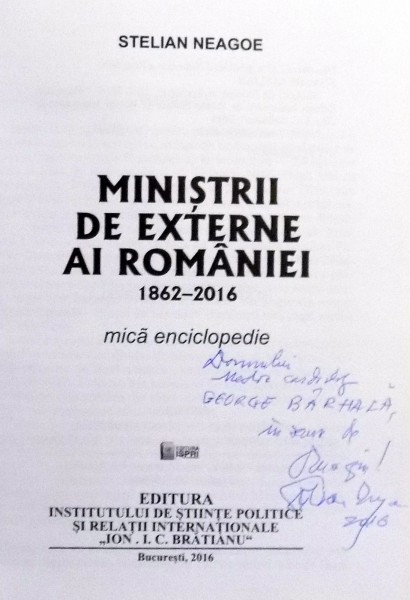 STELIAN NEAGOE
MINIȘTRII
DE EXTERNE
AI ROMÂNIEI
1862–2016
mică enciclopedie
Domnului
GEORGE BÂRHALĂ,
în semn de
2016
ISPRI
EDITURA
INSTITUTULUI DE ȘTIINȚE POLITICE
ȘI RELAȚII INTERNAȚIONALE
„ION . I. C. BRĂTIANU”
București, 2016